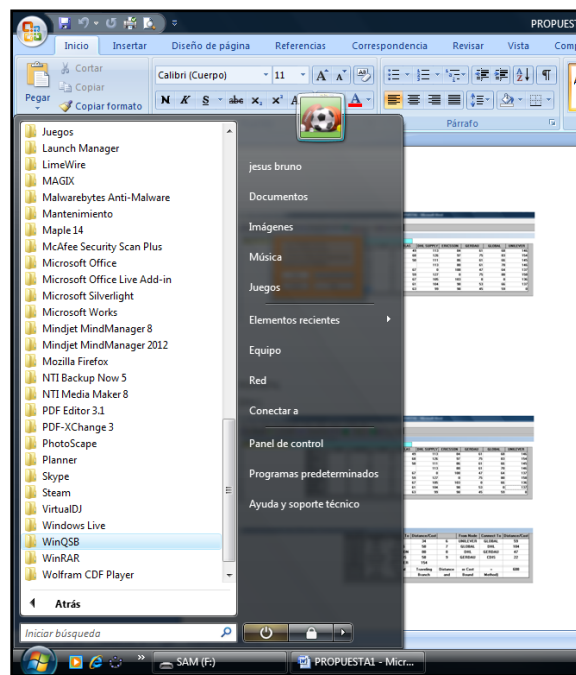 PROPUEST
Inicio Insertar Diseño de página Referencias Correspondencia Revisar Vista Comp
Pegar
Cortar
Copiar
Copiar formato
Calibri (Cuerpo) 11
N K S abc x, x²
Párrafo
Juegos
Launch Manager
LimeWire
MAGIX
Malwarebytes Anti-Malware
Mantenimiento
Maple 14
McAfee Security Scan Plus
Microsoft Office
Microsoft Office Live Add-in
Microsoft Silverlight
Microsoft Works
Mindjet MindManager 8
Mindjet MindManager 2012
Mozilla Firefox
NTI Backup Now 5
NTI Media Maker 8
PDF Editor 3.1
PDF-XChange 3
PhotoScape
Planner
Skype
Steam
VirtualDJ
Windows Live
WinQSB
WinRAR
Wolfram CDF Player
Atrás
Iniciar búsqueda
jesus bruno
Documentos
Imágenes
Música
Juegos
Elementos recientes
Equipo
Red
Conectar a
Panel de control
Programas predeterminados
Ayuda y soporte técnico
SAM (F:)
PROPUESTA1 - Micr...